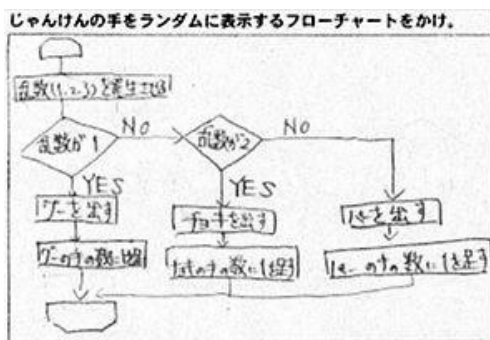 じゃんけんの手をランダムに表示するフローチャートをかけ。
乱数(1,2,3)を発生させる
乱数が1
NO
乱数が2
NO
YES
YES
グーを出す
チョキを出す
パーを出す
グーの手の数に1を足す
チョキの手の数に1を足す
パーの手の数に1を足す